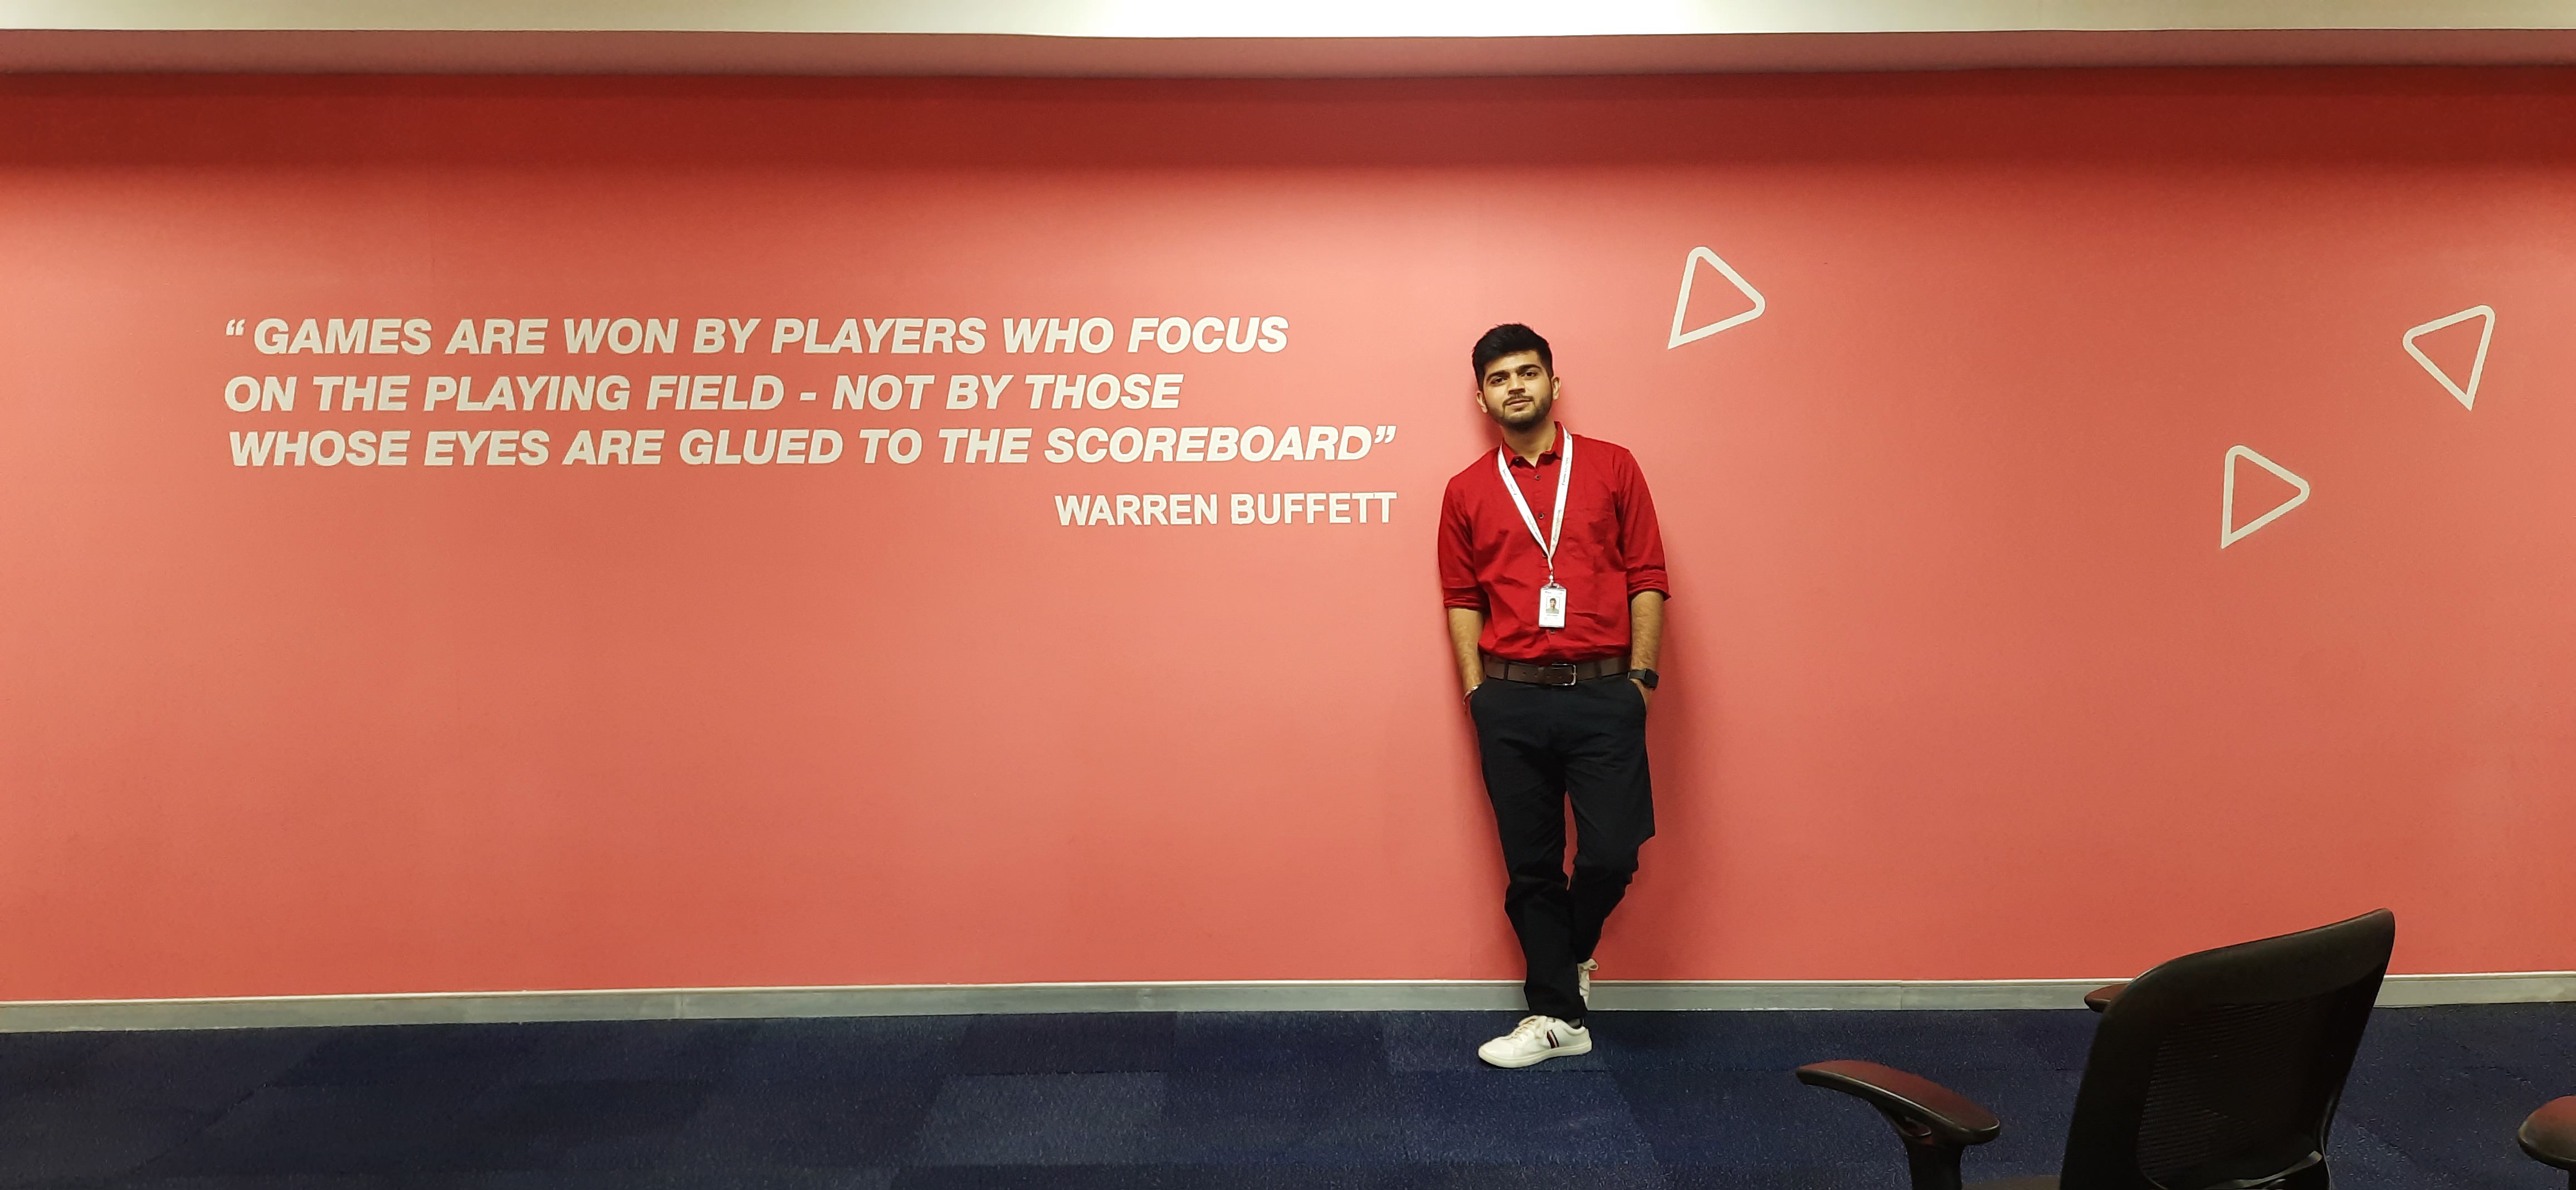 “ GAMES ARE WON BY PLAYERS WHO FOCUS
ON THE PLAYING FIELD - NOT BY THOSE
WHOSE EYES ARE GLUED TO THE SCOREBOARD”
WARREN BUFFETT